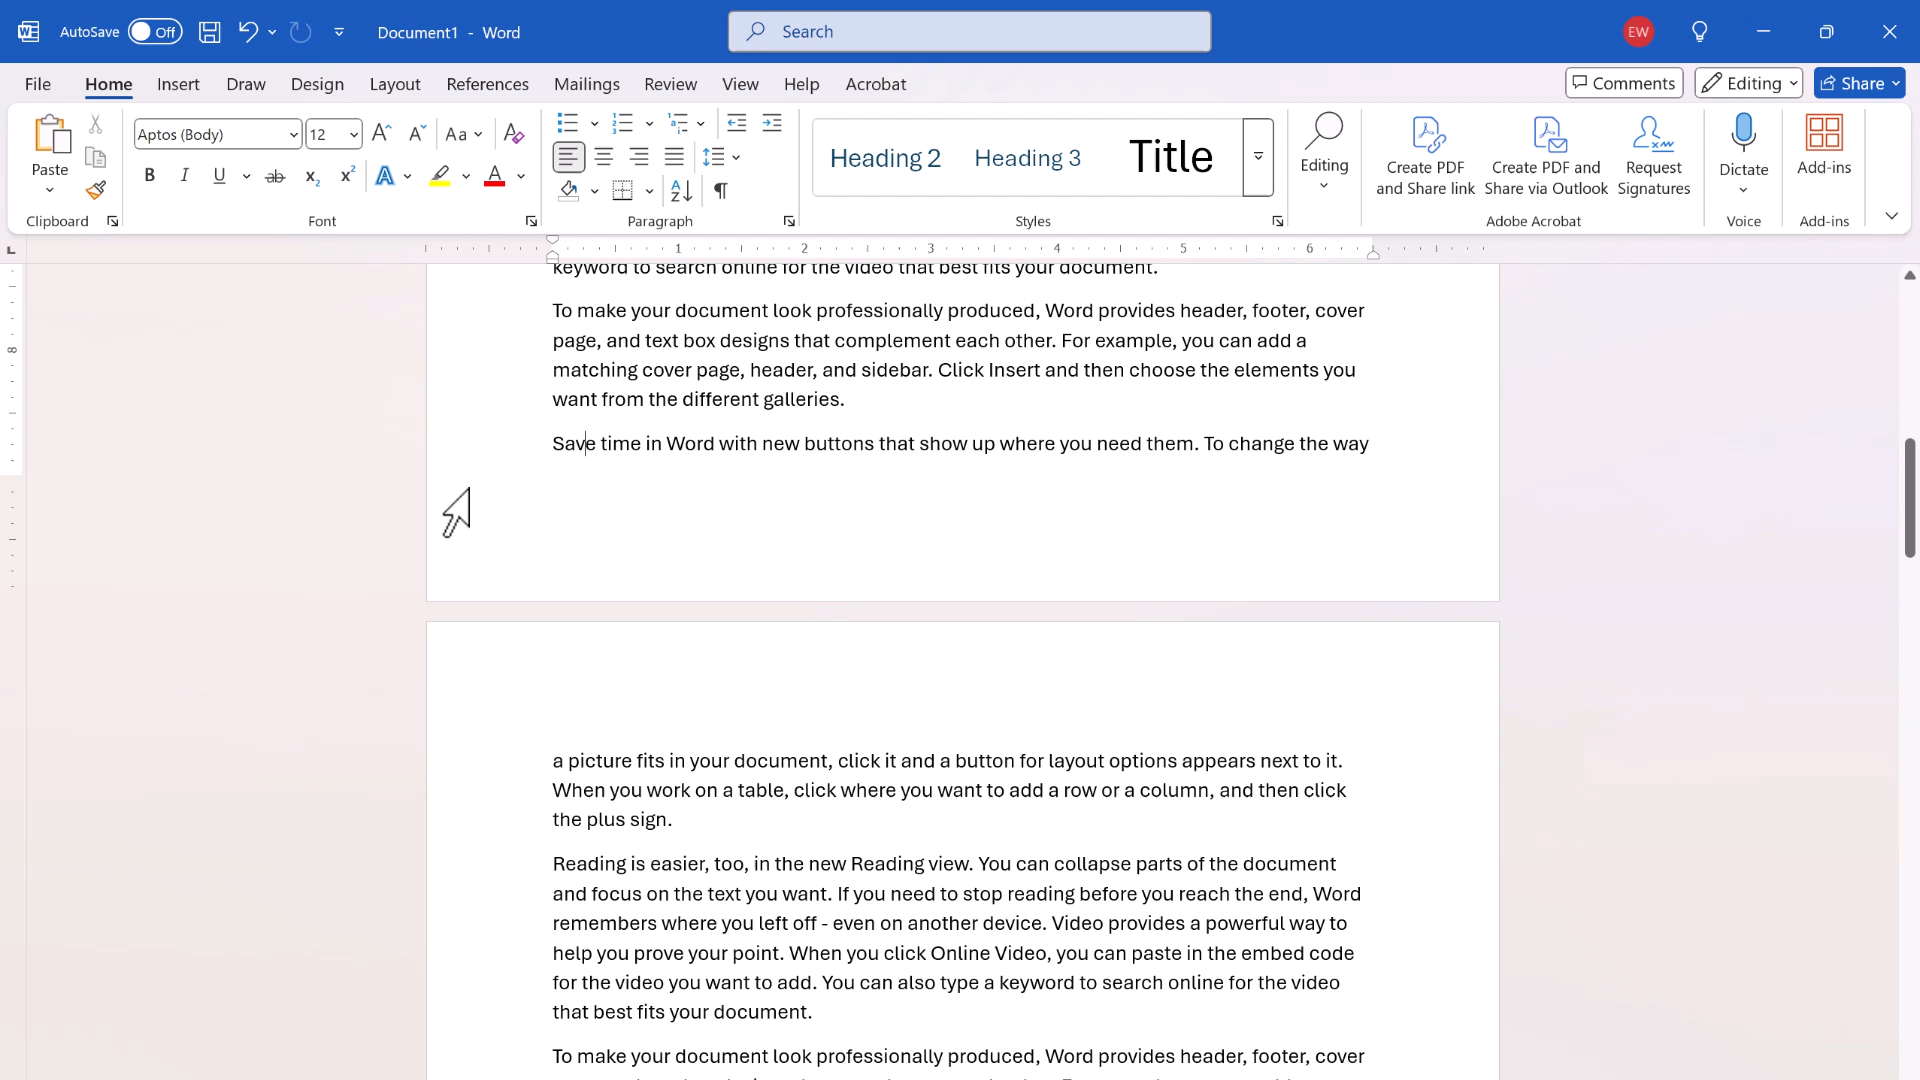 AutoSave Off Document1 - Word Search EW
File Home Insert Draw Design Layout References Mailings Review View Help Acrobat Comments Editing Share
Paste
Clipboard
Aptos (Body) 12 Aa
B I U ab x₂ x² A A
Font
Paragraph
Heading 2 Heading 3 Title
Styles
Editing
Create PDF
and Share link
Create PDF and
Share via Outlook
Request
Signatures
Adobe Acrobat
Dictate
Voice
Add-ins
Add-ins
1 2 3 4 5 6
8
keyword to search online for the video that best fits your document.
To make your document look professionally produced, Word provides header, footer, cover
page, and text box designs that complement each other. For example, you can add a
matching cover page, header, and sidebar. Click Insert and then choose the elements you
want from the different galleries.
Save time in Word with new buttons that show up where you need them. To change the way
a picture fits in your document, click it and a button for layout options appears next to it.
When you work on a table, click where you want to add a row or a column, and then click
the plus sign.
Reading is easier, too, in the new Reading view. You can collapse parts of the document
and focus on the text you want. If you need to stop reading before you reach the end, Word
remembers where you left off - even on another device. Video provides a powerful way to
help you prove your point. When you click Online Video, you can paste in the embed code
for the video you want to add. You can also type a keyword to search online for the video
that best fits your document.
To make your document look professionally produced, Word provides header, footer, cover